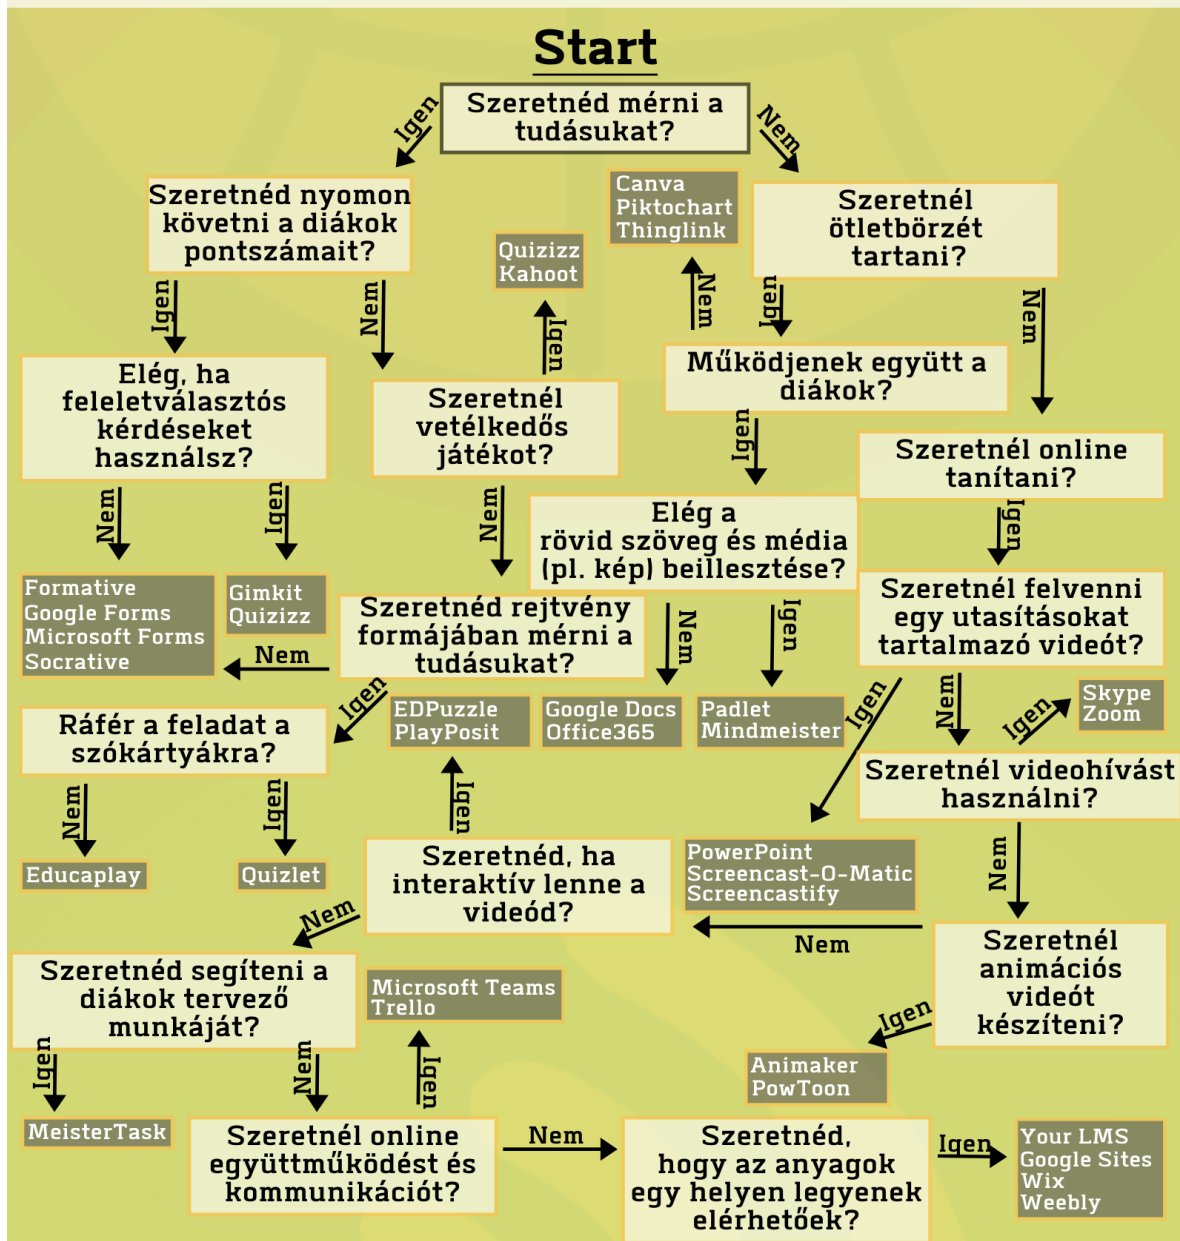 Start
Szeretnéd mérni a
tudásukat?
Igen
Nem
Szeretnéd nyomon
követni a diákok
pontszámait?
Canva
Piktochart
Thinglink
Szeretnél
ötletbörzét
tartani?
Quizizz
Kahoot
Igen
Nem
Igen
Nem
Igen
Nem
Elég, ha
feleletválasztós
kérdéseket
használsz?
Szeretnél
vetélkedős
játékot?
Működjenek együtt a
diákok?
Igen
Szeretnél online
tanítani?
Nem
Igen
Nem
Elég a
rövid szöveg és média
(pl. kép) beillesztése?
Igen
Formative
Google Forms
Microsoft Forms
Socrative
Gimkit
Quizizz
Szeretnéd rejtvény
formájában mérni a
tudásukat?
Nem
Nem
Igen
Szeretnél felvenni
egy utasításokat
tartalmazó videót?
Igen
EDPuzzle
PlayPosit
Google Docs
Office365
Padlet
Mindmeister
Igen
Nem
Igen
Skype
Zoom
Ráfér a feladat a
szókártyákra?
Szeretnél videohívást
használni?
Nem
Igen
Igen
Educaplay
Quizlet
Szeretnéd, ha
interaktív lenne a
videód?
PowerPoint
Screencast-O-Matic
Screencastify
Nem
Nem
Nem
Szeretnél
animációs
videót
készíteni?
Szeretnéd segíteni a
diákok tervező
munkáját?
Microsoft Teams
Trello
Igen
Animaker
PowToon
Igen
Nem
Igen
MeisterTask
Szeretnél online
együttműködést és
kommunikációt?
Nem
Szeretnéd,
hogy az anyagok
egy helyen legyenek
elérhetőek?
Igen
Your LMS
Google Sites
Wix
Weebly